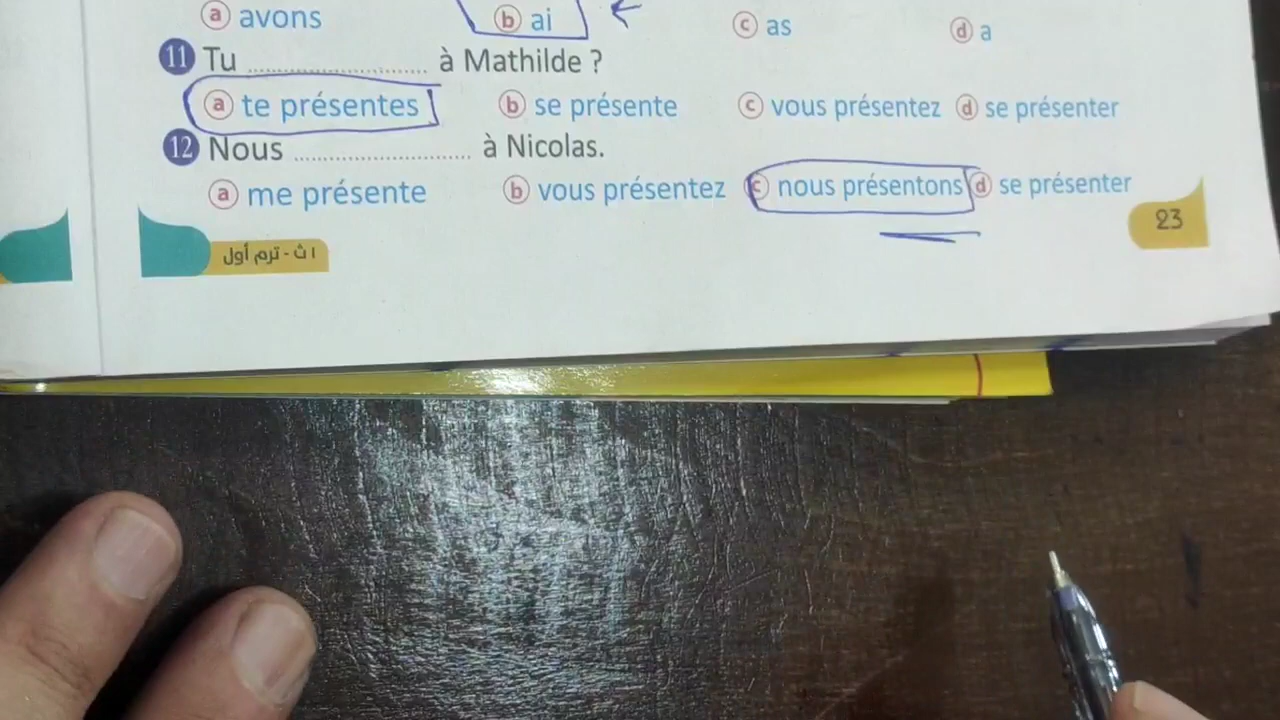 a avons b ai c as d a
11 Tu ........................... à Mathilde ?
a te présentes b se présente c vous présentez d se présenter
12 Nous .......................... à Nicolas.
a me présente b vous présentez c nous présentons d se présenter
23
١ ث - ترم أول